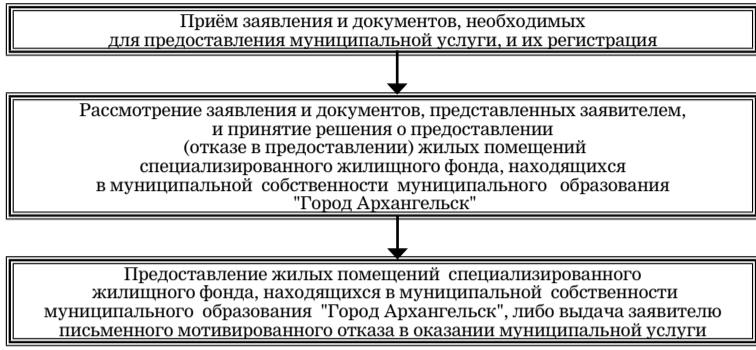 Приём заявления и документов, необходимых
для предоставления муниципальной услуги, и их регистрация
Рассмотрение заявления и документов, представленных заявителем,
и принятие решения о предоставлении
(отказе в предоставлении) жилых помещений
специализированного жилищного фонда, находящихся
в муниципальной собственности муниципального образования
"Город Архангельск"
Предоставление жилых помещений специализированного
жилищного фонда, находящихся в муниципальной собственности
муниципального образования "Город Архангельск", либо выдача заявителю
письменного мотивированного отказа в оказании муниципальной услуги